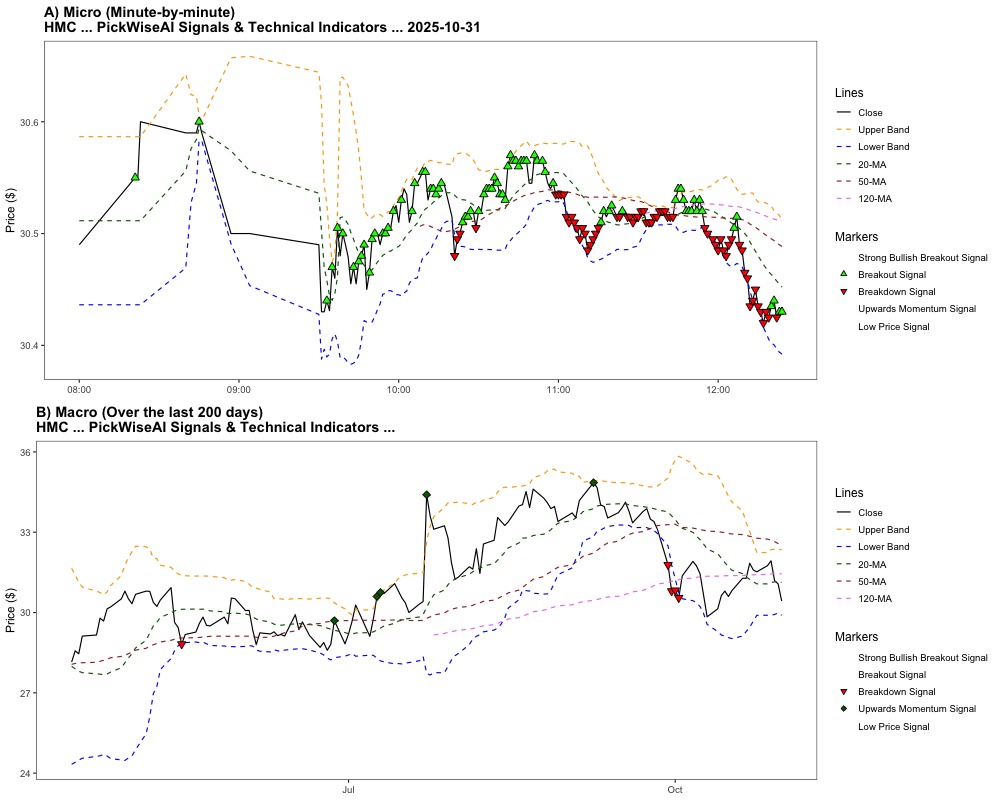 A) Micro (Minute-by-minute)
HMC ... PickWiseAI Signals & Technical Indicators ... 2025-10-31
Price ($)
30.6
30.5
30.4
08:00
09:00
10:00
11:00
12:00
Lines
Close
Upper Band
Lower Band
20-MA
50-MA
120-MA
Markers
Strong Bullish Breakout Signal
Breakout Signal
Breakdown Signal
Upwards Momentum Signal
Low Price Signal
B) Macro (Over the last 200 days)
HMC ... PickWiseAI Signals & Technical Indicators ...
Price ($)
36
33
30
27
24
Jul
Oct
Lines
Close
Upper Band
Lower Band
20-MA
50-MA
120-MA
Markers
Strong Bullish Breakout Signal
Breakout Signal
Breakdown Signal
Upwards Momentum Signal
Low Price Signal